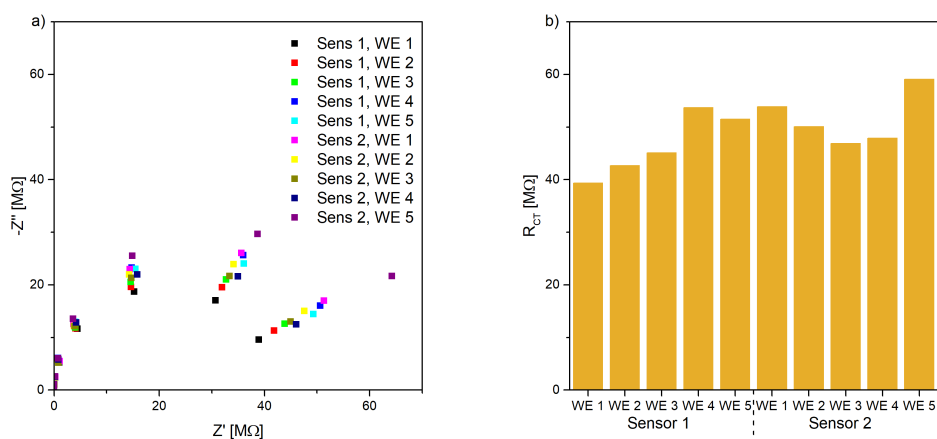 a)
-Z'' [MΩ]
60
40
20
0
0 20 40 60
Z' [MΩ]
Sens 1, WE 1
Sens 1, WE 2
Sens 1, WE 3
Sens 1, WE 4
Sens 1, WE 5
Sens 2, WE 1
Sens 2, WE 2
Sens 2, WE 3
Sens 2, WE 4
Sens 2, WE 5
b)
R_CT [MΩ]
60
40
20
0
WE 1 WE 2 WE 3 WE 4 WE 5 WE 1 WE 2 WE 3 WE 4 WE 5
Sensor 1 Sensor 2